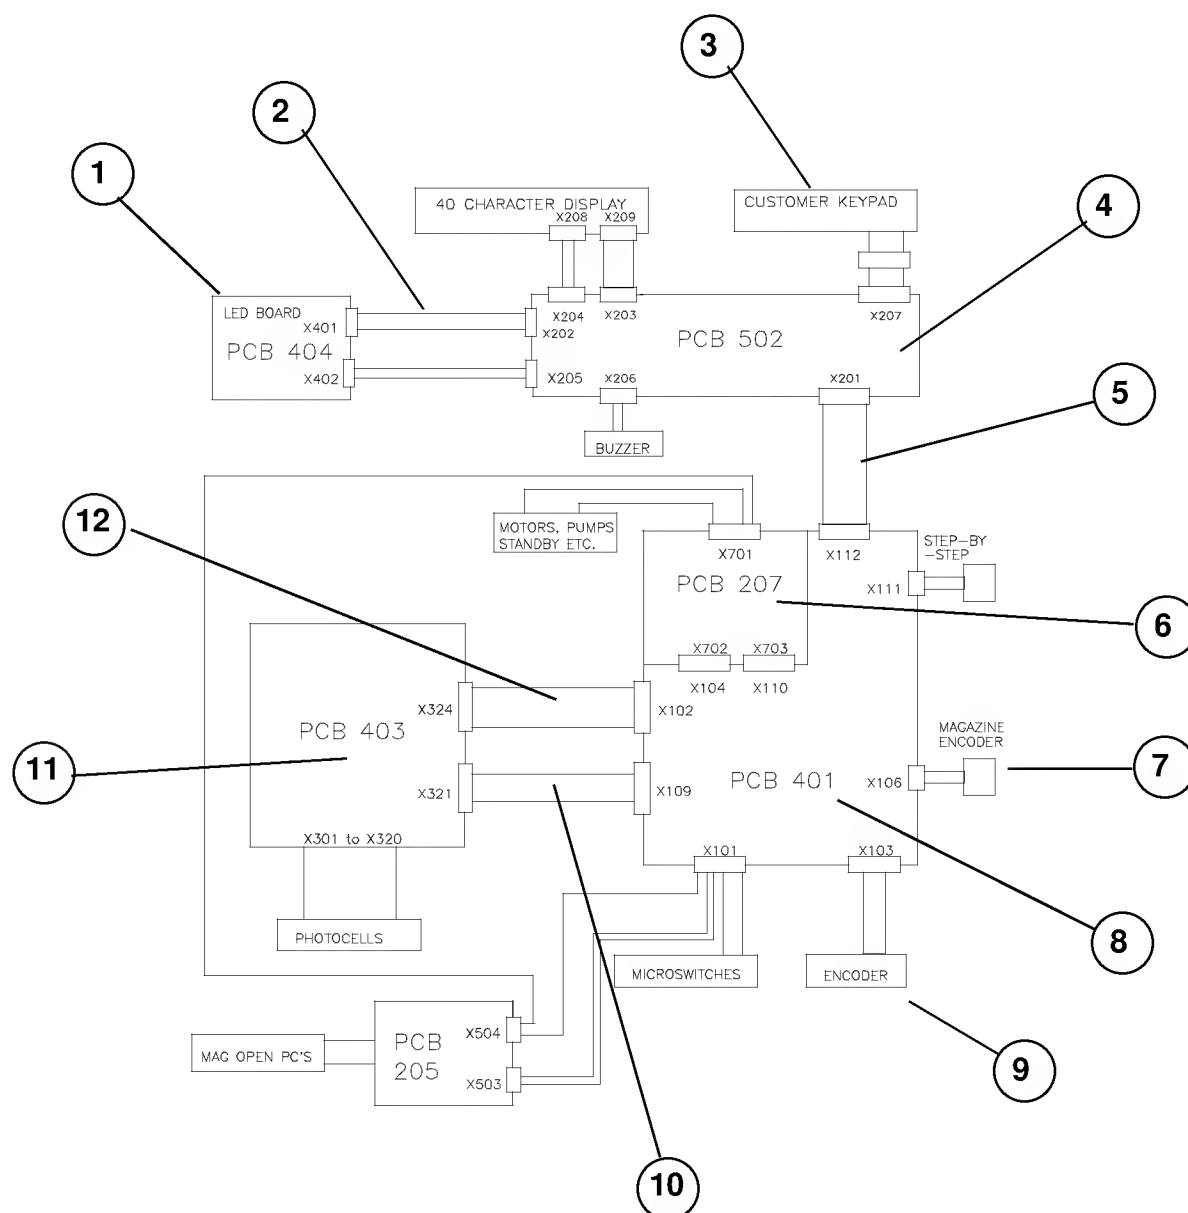 3
2
1
40 CHARACTER DISPLAY
X208 X209
CUSTOMER KEYPAD
4
LED BOARD
X401
PCB 404
X402
X204 X203
X202
PCB 502
X207
X205
X206
X201
5
BUZZER
12
MOTORS, PUMPS
STANDBY ETC.
X701
X112
STEP-BY
-STEP
X111
PCB 207
6
X702 X703
X104 X110
X324
X102
PCB 403
MAGAZINE
ENCODER
11
7
X321
X109
PCB 401
X106
X301 to X320
X101
X103
PHOTOCELLS
8
MICROSWITCHES
ENCODER
X504
PCB
205
MAG OPEN PC'S
X503
9
10